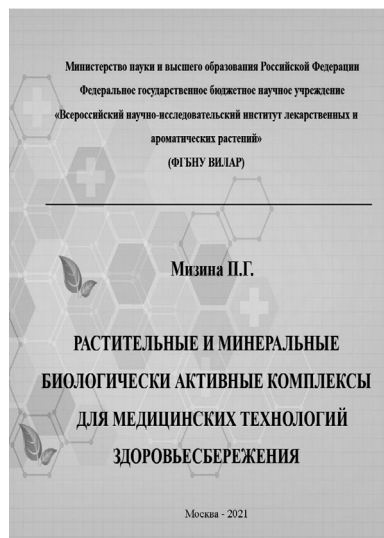 Министерство науки и высшего образования Российской Федерации
Федеральное государственное бюджетное научное учреждение
«Всероссийский научно-исследовательский институт лекарственных и
ароматических растений»
(ФГБНУ ВИЛАР)
Мизина П.Г.
РАСТИТЕЛЬНЫЕ И МИНЕРАЛЬНЫЕ
БИОЛОГИЧЕСКИ АКТИВНЫЕ КОМПЛЕКСЫ
ДЛЯ МЕДИЦИНСКИХ ТЕХНОЛОГИЙ
ЗДОРОВЬЕСБЕРЕЖЕНИЯ
Москва - 2021